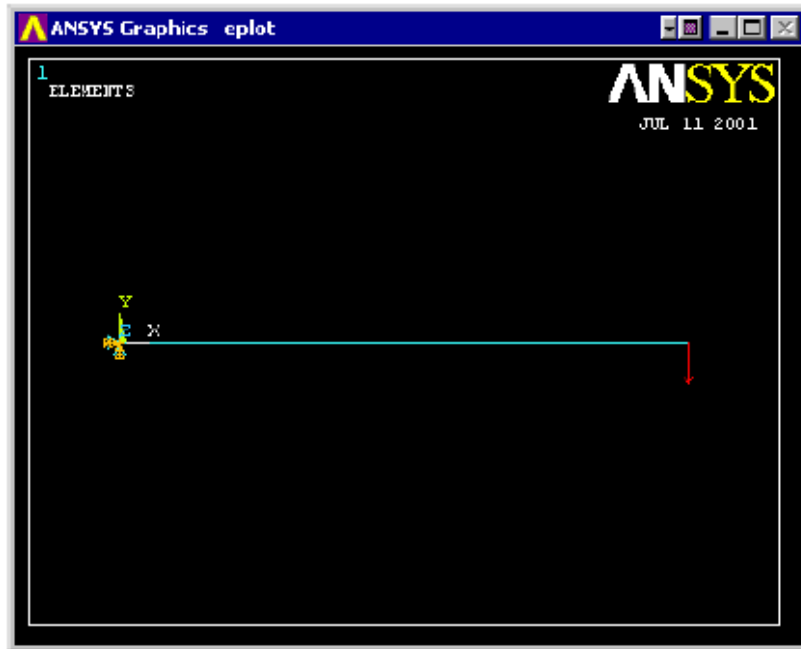 ANSYS Graphics eplot
1
ELEMENTS
ANSYS
JUL 11 2001
Y
Z X